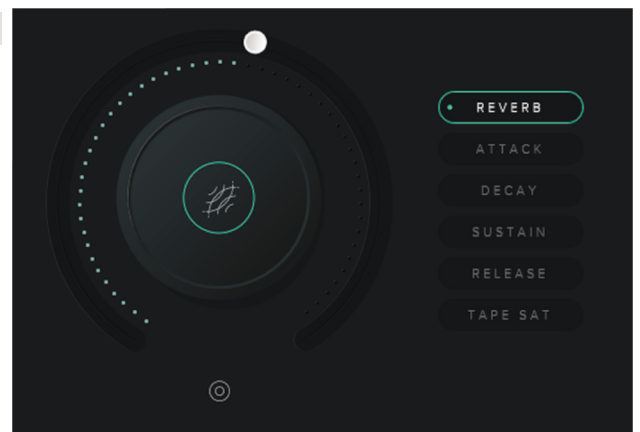 REVERB
ATTACK
DECAY
SUSTAIN
RELEASE
TAPE SAT